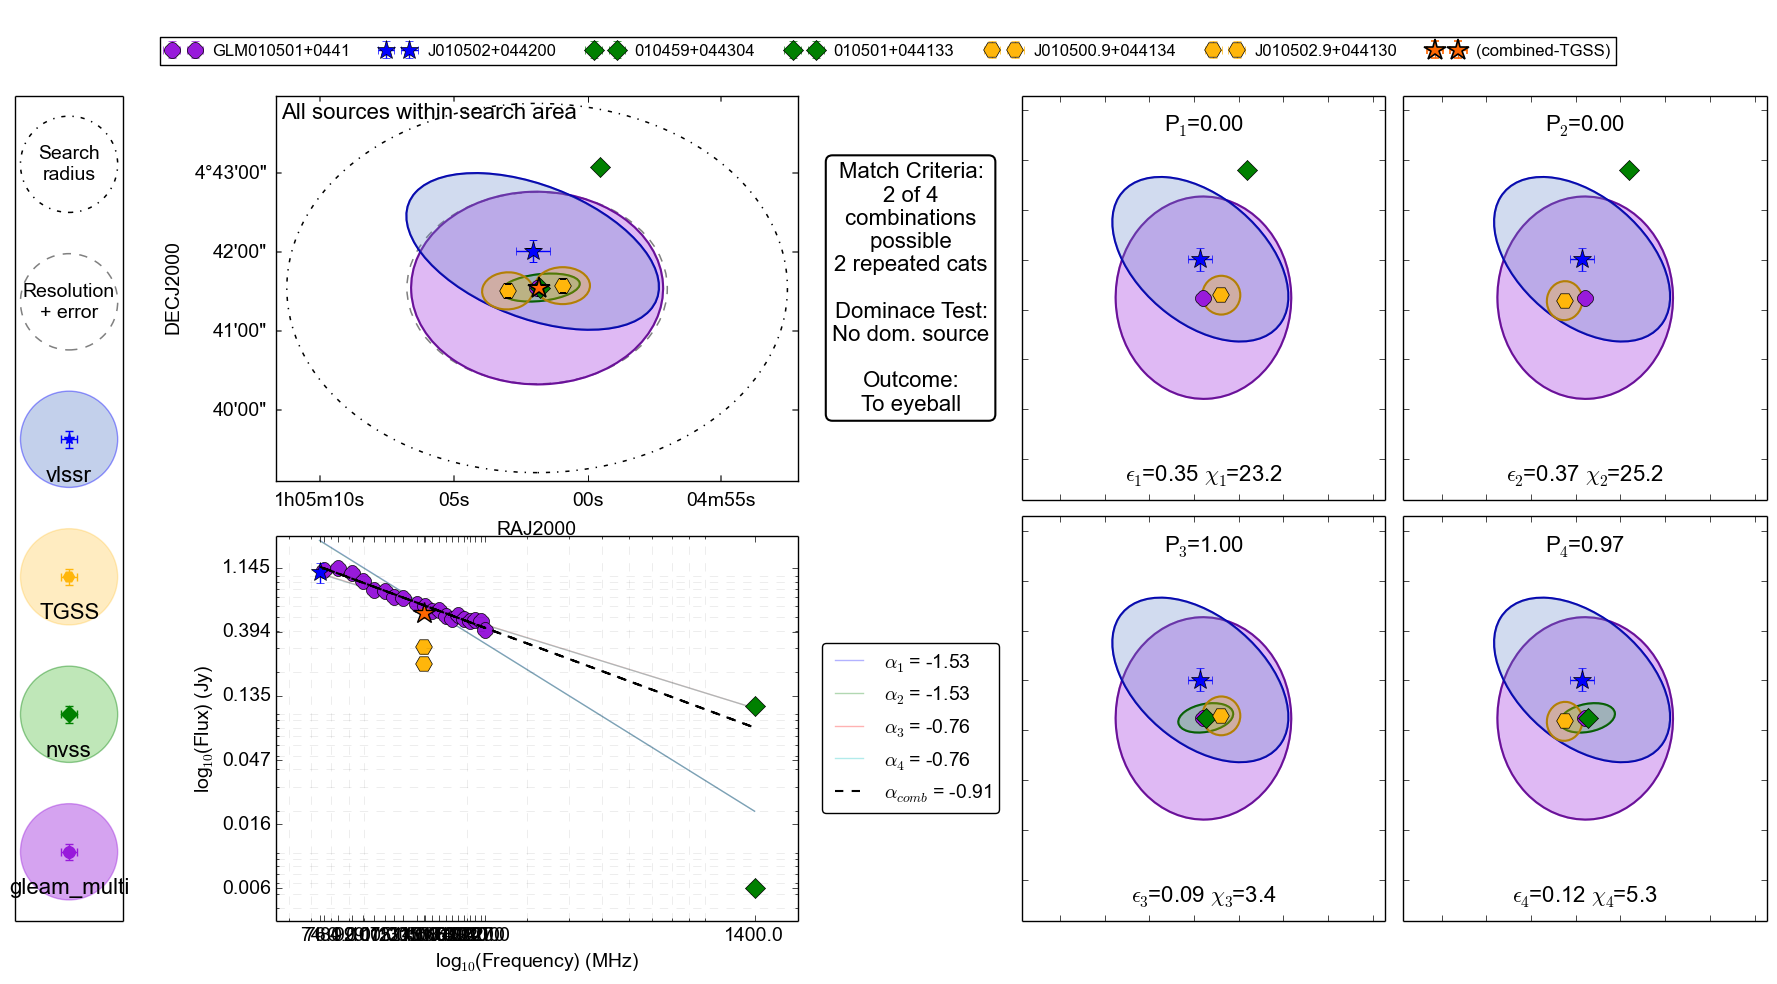 GLM010501+0441 J010502+044200 010459+044304 010501+044133 J010500.9+044134 J010502.9+044130 (combined-TGSS)
Search
radius
Resolution
+ error
vlssr
TGSS
nvss
gleam_multi
All sources within search area
DECJ2000
4°43'00"
42'00"
41'00"
40'00"
1h05m10s 05s 00s 04m55s
RAJ2000
Match Criteria:
2 of 4
combinations
possible
2 repeated cats
Dominace Test:
No dom. source
Outcome:
To eyeball
P1=0.00
ϵ1=0.35 χ1=23.2
P2=0.00
ϵ2=0.37 χ2=25.2
log10(Flux) (Jy)
1.145
0.394
0.135
0.047
0.016
0.006
1400.0
log10(Frequency) (MHz)
α1 = -1.53
α2 = -1.53
α3 = -0.76
α4 = -0.76
αcomb = -0.91
P3=1.00
ϵ3=0.09 χ3=3.4
P4=0.97
ϵ4=0.12 χ4=5.3